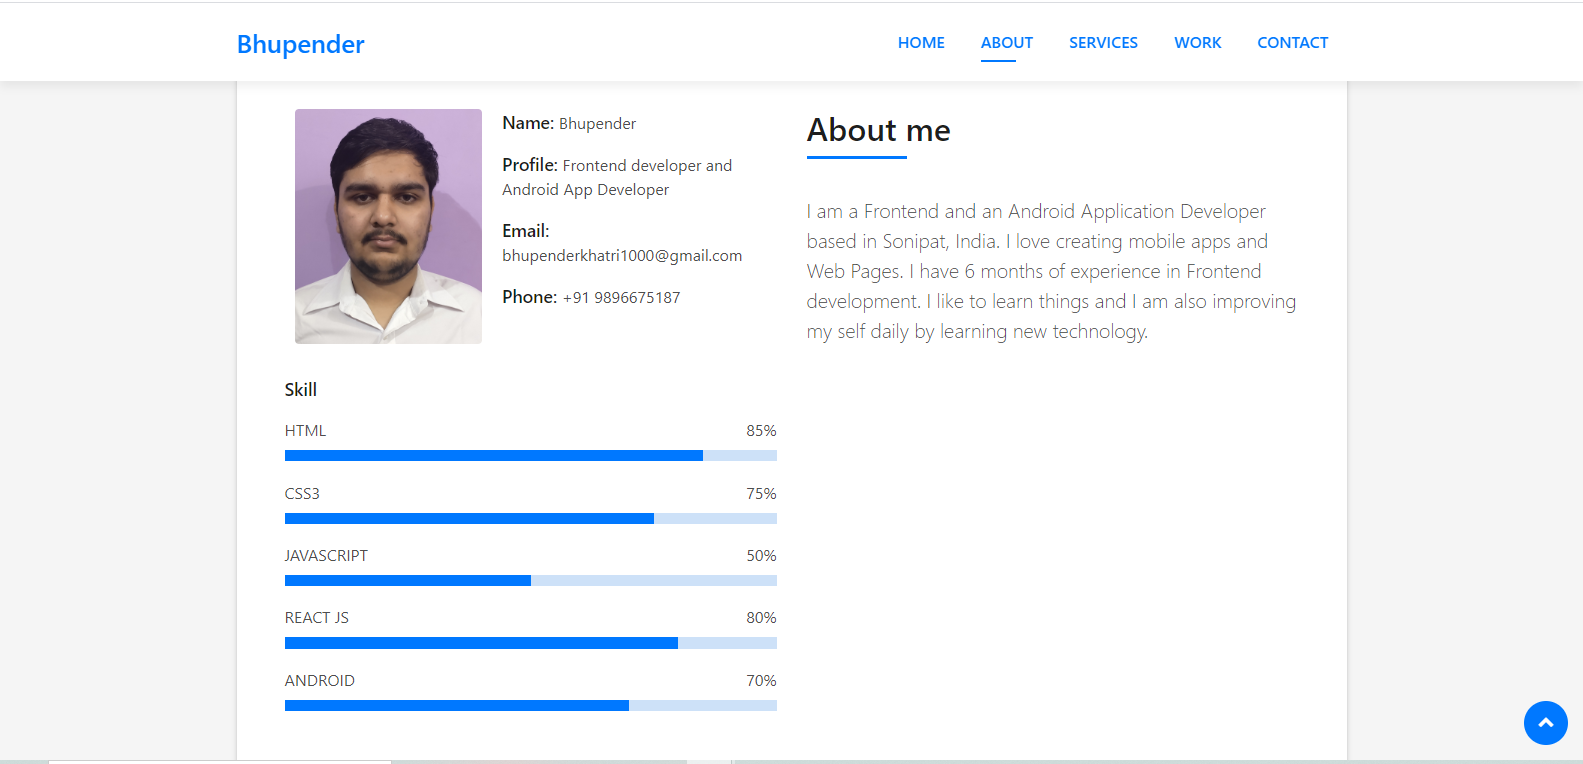 Bhupender
HOME ABOUT SERVICES WORK CONTACT
Name: Bhupender
Profile: Frontend developer and
Android App Developer
Email:
bhupenderkhatri1000@gmail.com
Phone: +91 9896675187
Skill
HTML 85%
CSS3 75%
JAVASCRIPT 50%
REACT JS 80%
ANDROID 70%
About me
I am a Frontend and an Android Application Developer
based in Sonipat, India. I love creating mobile apps and
Web Pages. I have 6 months of experience in Frontend
development. I like to learn things and I am also improving
my self daily by learning new technology.